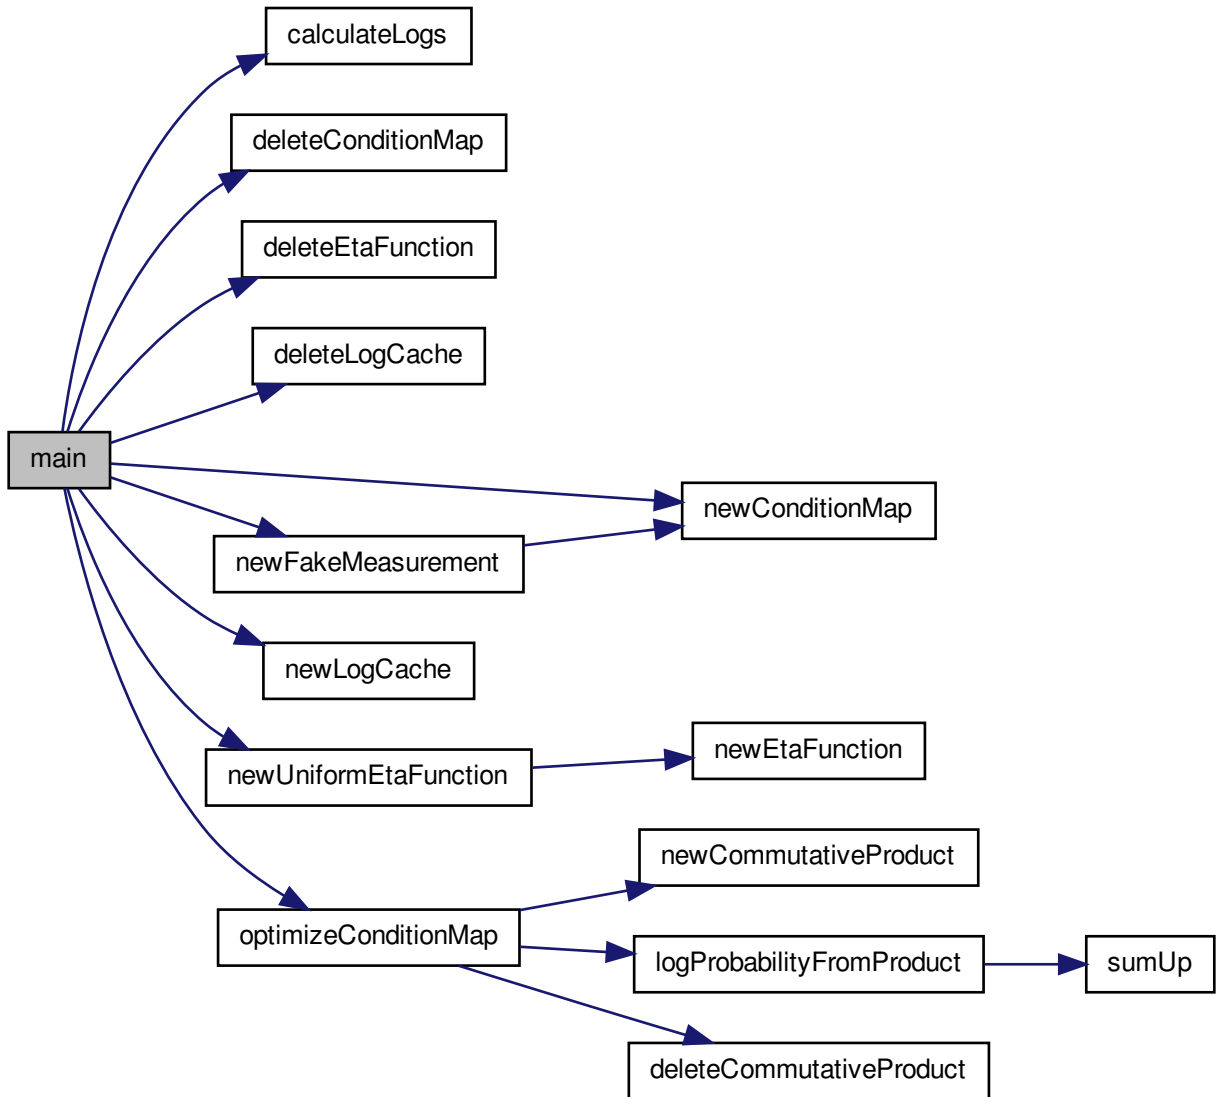 calculateLogs
deleteConditionMap
deleteEtaFunction
deleteLogCache
main
newConditionMap
newFakeMeasurement
newLogCache
newEtaFunction
newUniformEtaFunction
newCommutativeProduct
optimizeConditionMap
logProbabilityFromProduct
sumUp
deleteCommutativeProduct